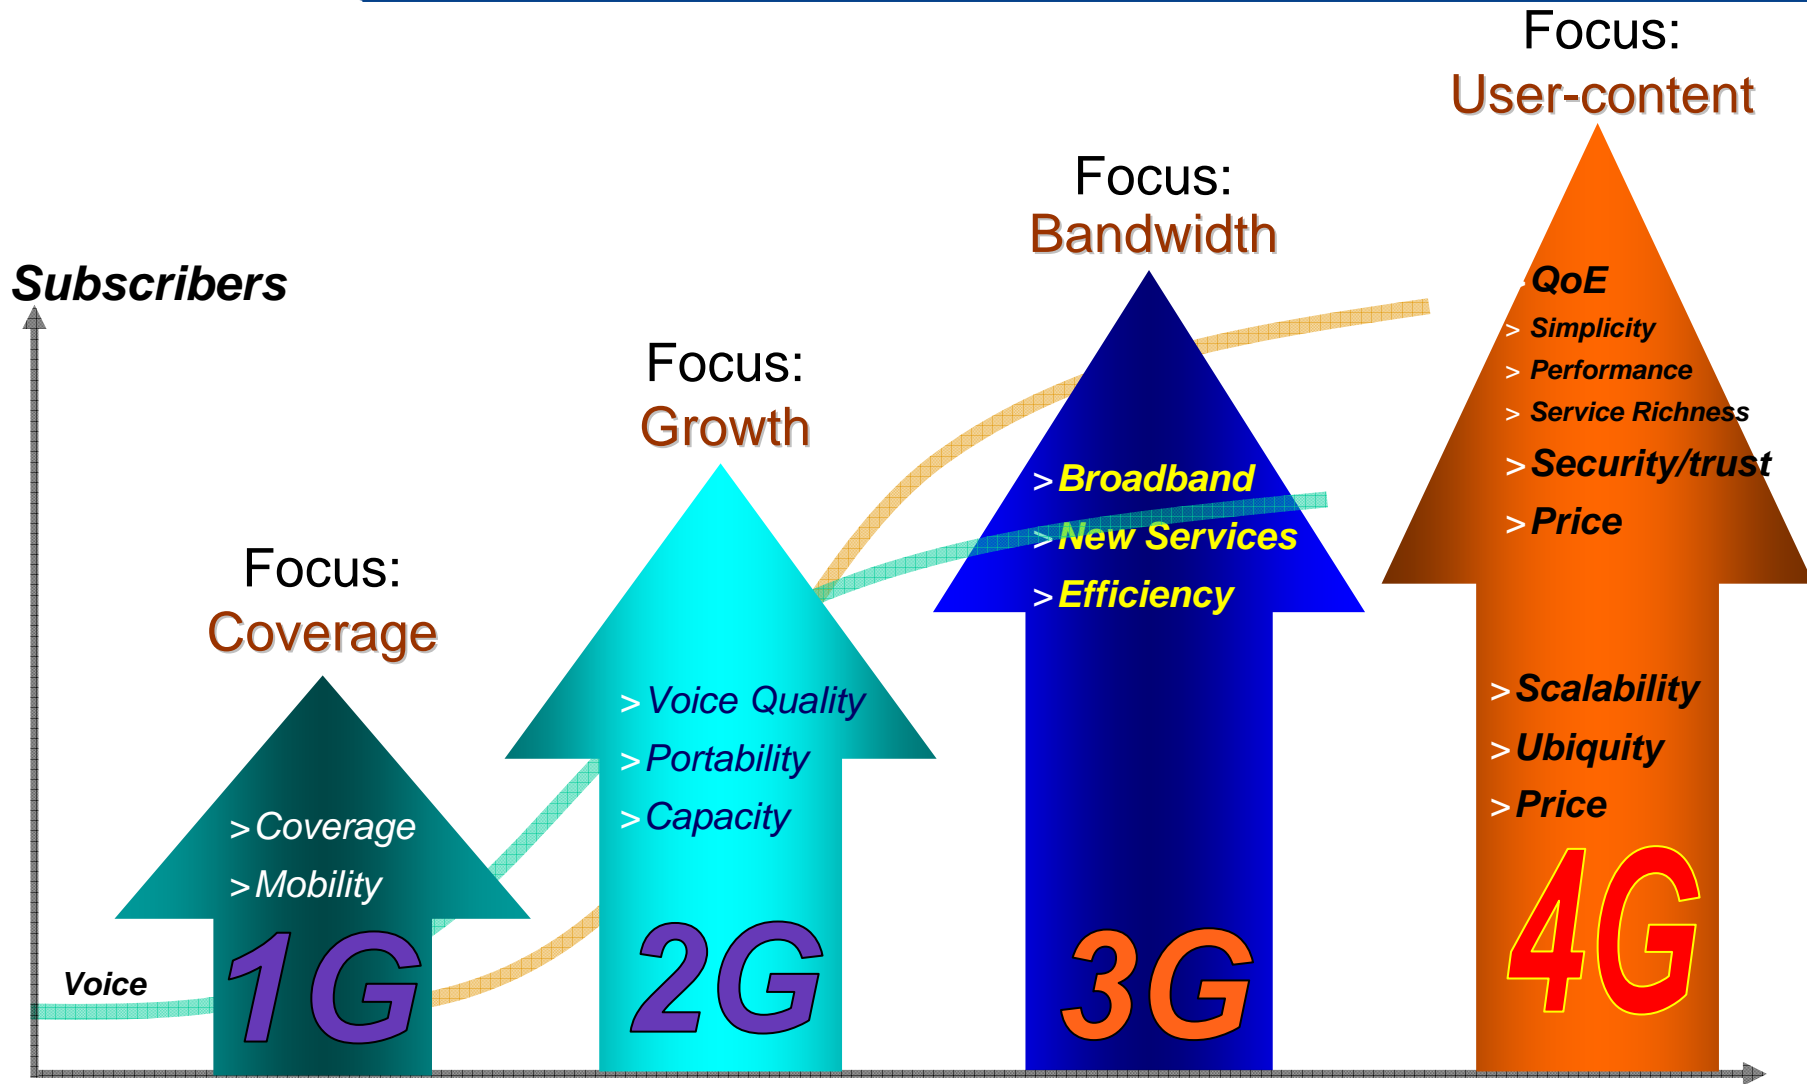 Focus:
User-content
Focus:
Bandwidth
Subscribers
Focus:
Growth
Focus:
Coverage
Voice
>Coverage
>Mobility
1G
>Voice Quality
>Portability
>Capacity
2G
>Broadband
>New Services
>Efficiency
3G
>QoE
> Simplicity
> Performance
> Service Richness
>Security/trust
>Price
>Scalability
>Ubiquity
>Price
4G